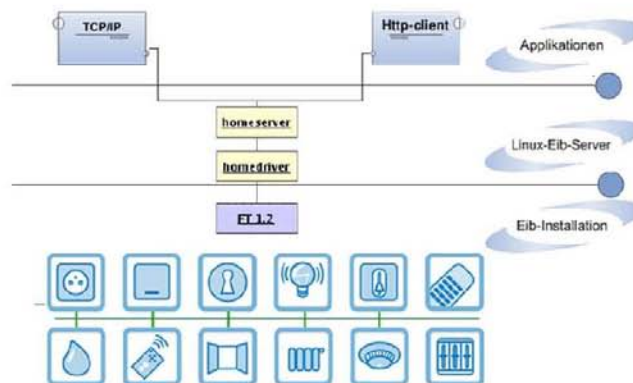 TCP/IP
Http-client
Applikationen
homeserver
Linux-Eib-Server
homedriver
FT 1.2
Eib-Installation